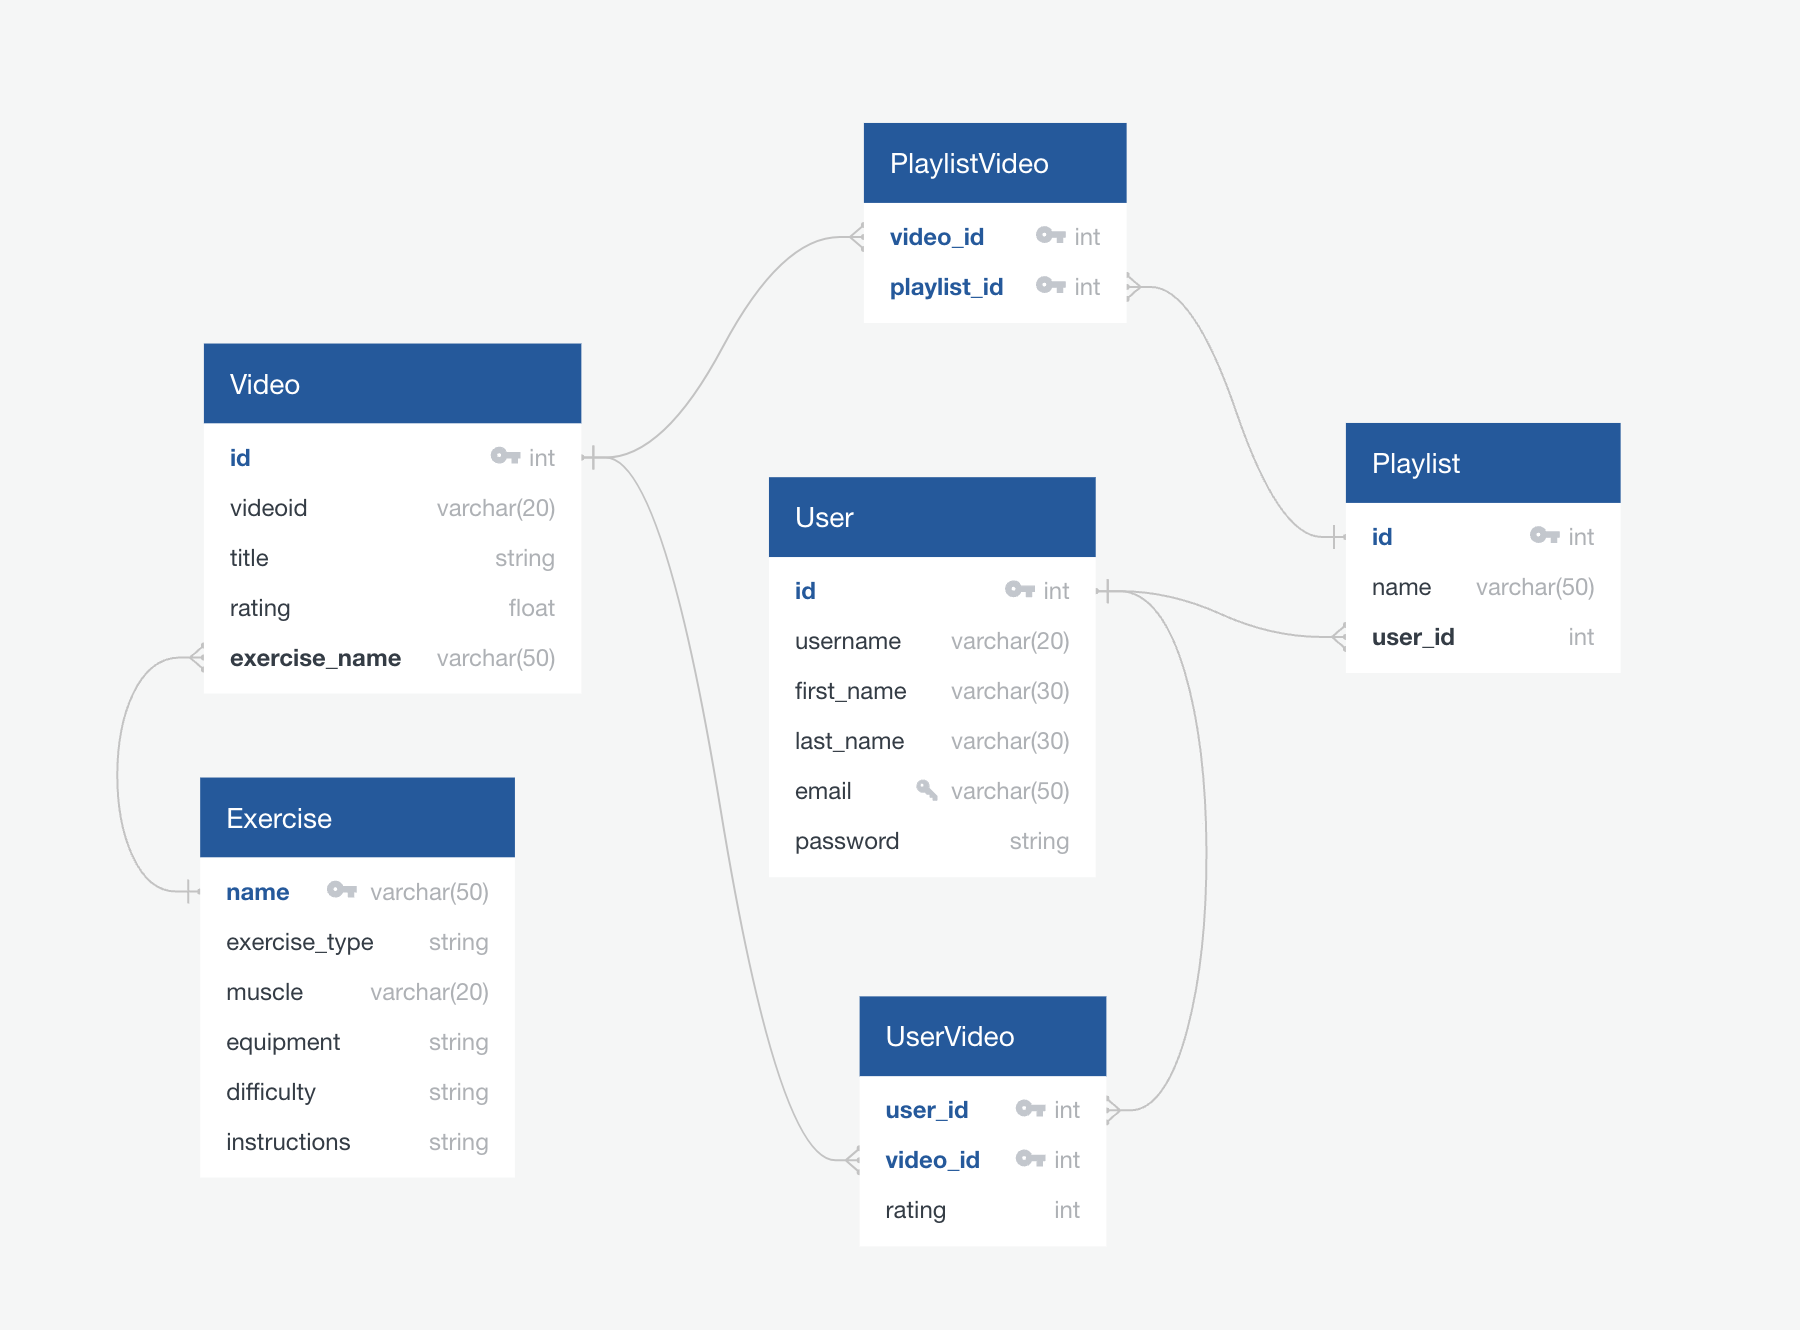 PlaylistVideo
video_id int
playlist_id int
Video
id int
videoid varchar(20)
title string
rating float
exercise_name varchar(50)
User
id int
username varchar(20)
first_name varchar(30)
last_name varchar(30)
email varchar(50)
password string
Playlist
id int
name varchar(50)
user_id int
Exercise
name varchar(50)
exercise_type string
muscle varchar(20)
equipment string
difficulty string
instructions string
UserVideo
user_id int
video_id int
rating int